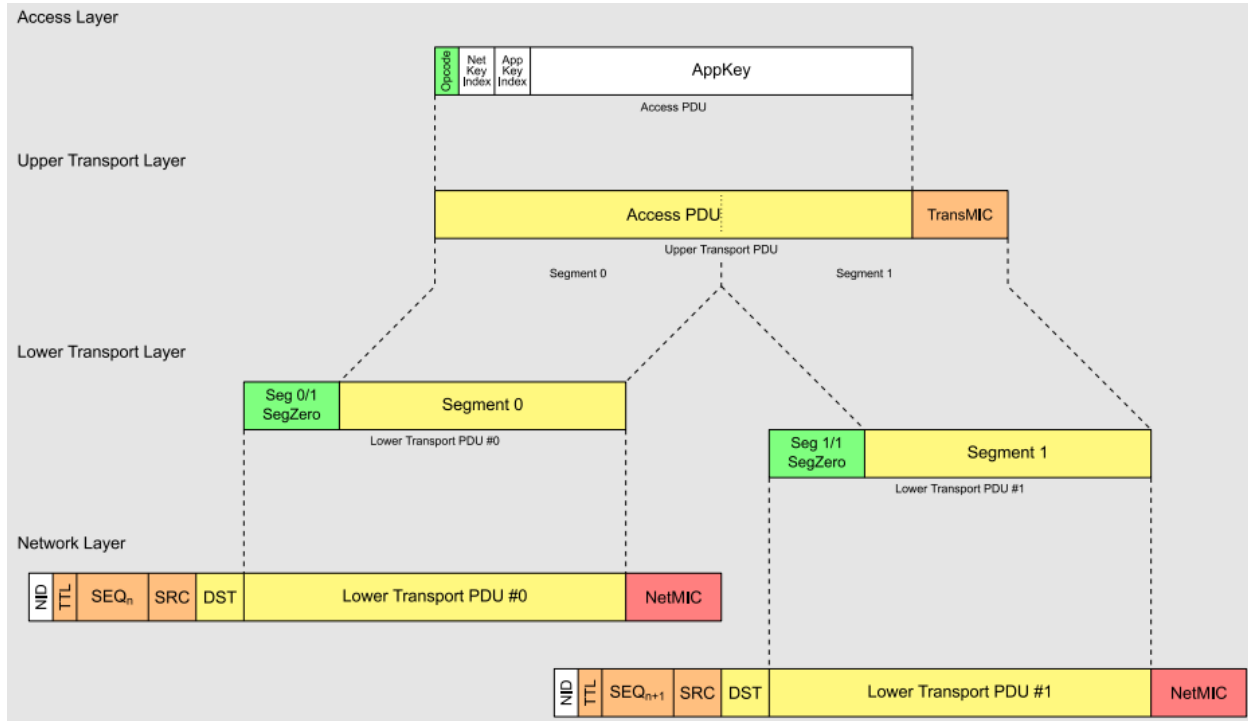 Access Layer
Opcode
Net
Key
Index
App
Key
Index
AppKey
Access PDU
Upper Transport Layer
Access PDU
TransMIC
Upper Transport PDU
Segment 0
Segment 1
Lower Transport Layer
Seg 0/1
SegZero
Segment 0
Lower Transport PDU #0
Seg 1/1
SegZero
Segment 1
Lower Transport PDU #1
Network Layer
NID
TTL
SEQn
SRC
DST
Lower Transport PDU #0
NetMIC
NID
TTL
SEQn+1
SRC
DST
Lower Transport PDU #1
NetMIC